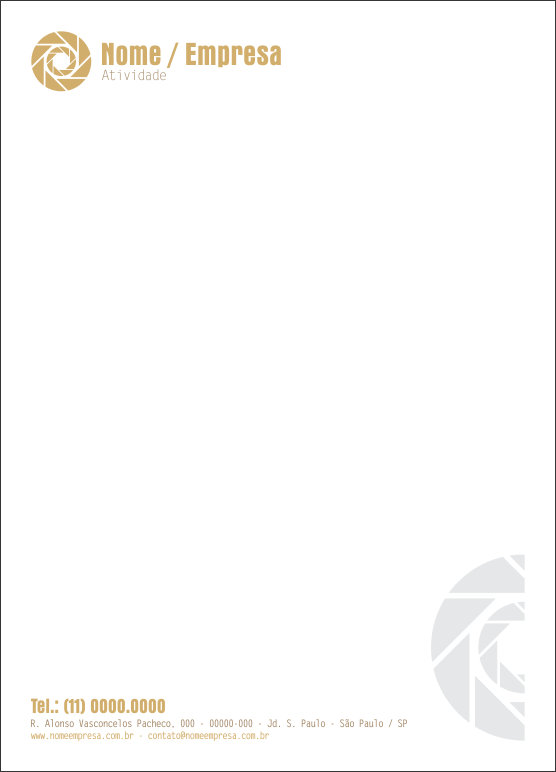 Nome / Empresa
Atividade
Tel.: (11) 0000.0000
R. Alonso Vasconcelos Pacheco, 000 - 00000-000 - Jd. S. Paulo - São Paulo / SP
www.nomeempresa.com.br - contato@nomeempresa.com.br